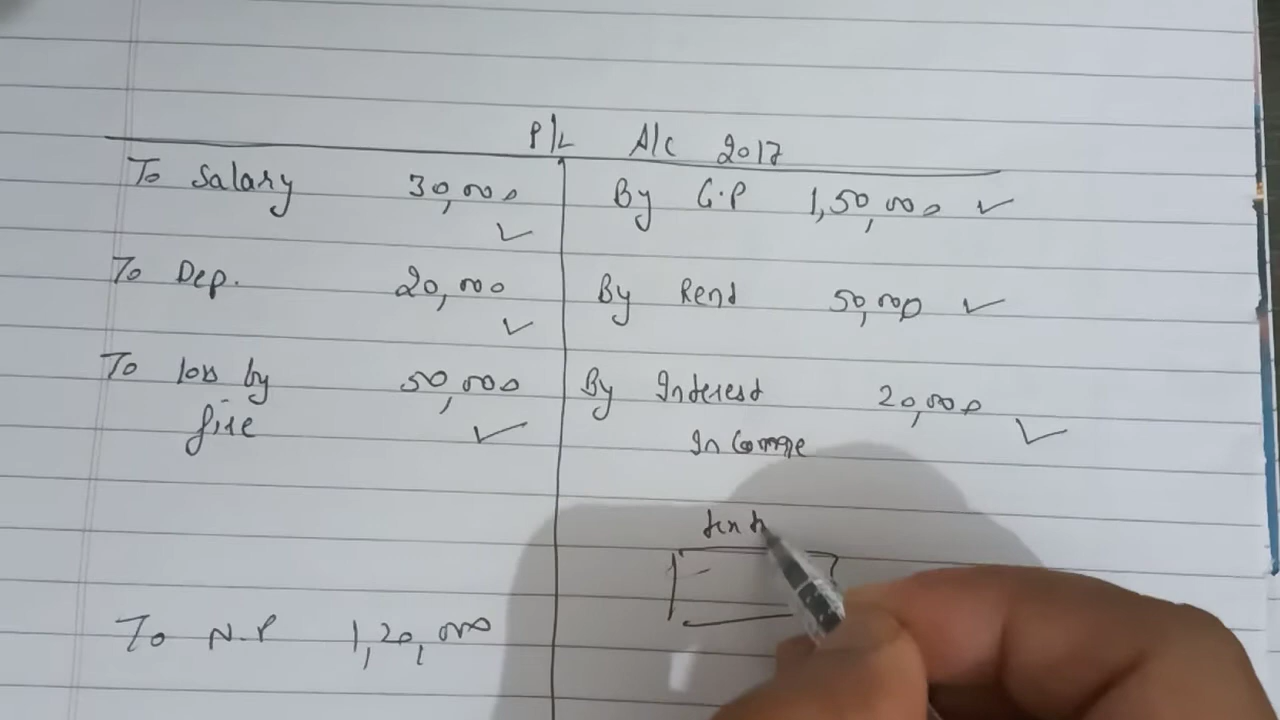 P/L A/C 2017
To Salary 30,000 By G.P 1,50,000
To Dep. 20,000 By Rent 50,000
To loss by 50,000 By Interest 20,000
fire Income
To N.P 1,20,000